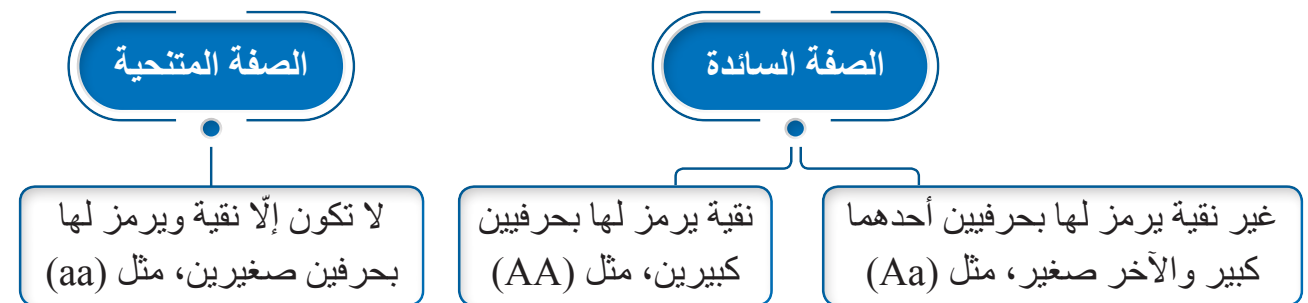 الصفة السائدة
غير نقية يرمز لها بحرفيين أحدهما
كبير والآخر صغير، مثل (Aa)
نقية يرمز لها بحرفيين
كبيرين، مثل (AA)
الصفة المتنحية
لا تكون إلّا نقية ويرمز لها
بحرفين صغيرين، مثل (aa)